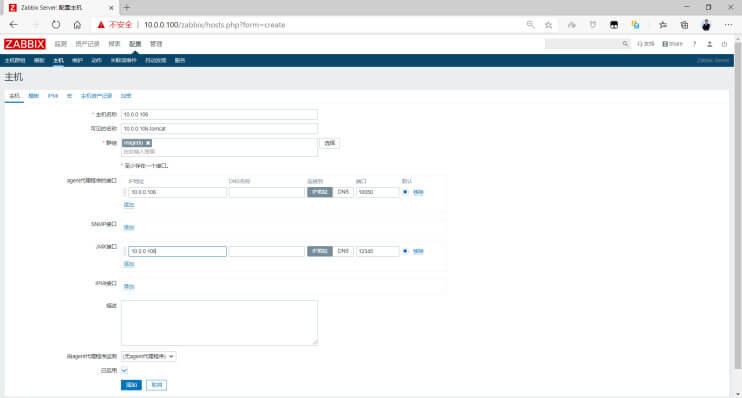 Zabbix Server: 配置主机
不安全 | 10.0.0.100/zabbix/hosts.php?form=create
ZABBIX 监测 资产记录 报表 配置 管理 Share ?
主机群组 模板 主机 维护 动作 关联项事件 自动发现 服务 Zabbix Server
主机
主机 模板 IPMI 宏 主机资产记录 加密
* 主机名称 10.0.0.106
可见的名称 10.0.0.106-tomcat
* 群组 magedu 选择
在此输入搜索
* 至少存在一个接口。
agent代理程序的接口 IP地址 DNS名称 连接到 端口 默认
10.0.0.106 IP地址 DNS 10050 移除
添加
SNMP接口 添加
JMX接口 10.0.0.106 IP地址 DNS 12345 移除
添加
IPMI接口 添加
描述
由agent代理程序监测 (无agent代理程序)
已启用
添加 取消